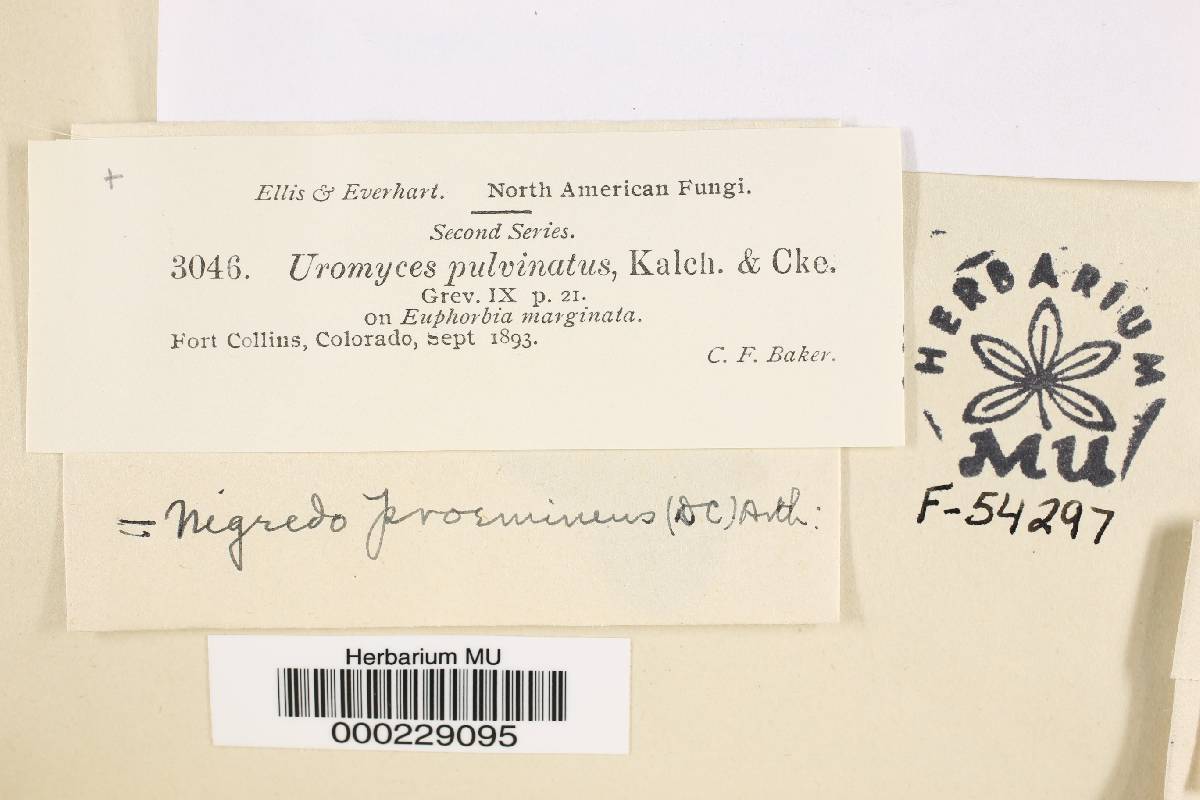 +
Ellis & Everhart. North American Fungi.
Second Series.
3046. Uromyces pulvinatus, Kalch. & Cke.
Grev. IX p. 21.
on Euphorbia marginata.
Fort Collins, Colorado, Sept 1893.
C. F. Baker.
= Nigredo proeminens (DC) Arth:
HERBARIUM
MU
F-54297
Herbarium MU
000229095